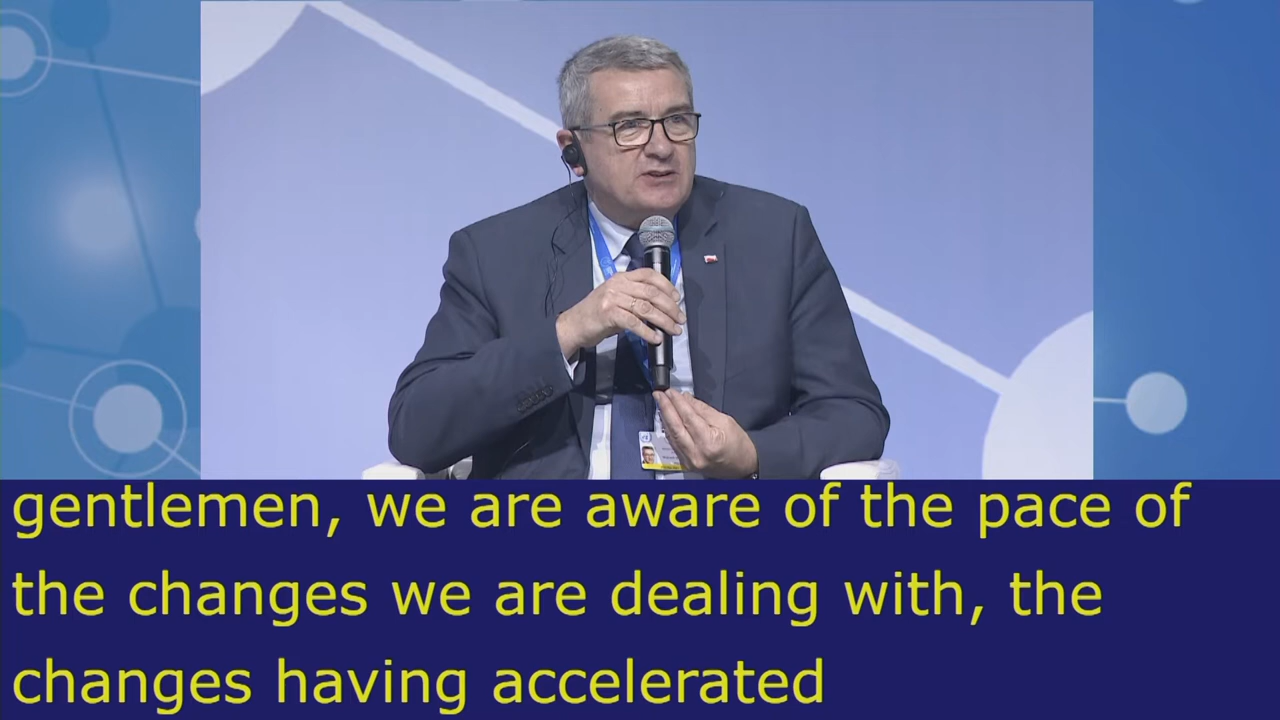 gentlemen, we are aware of the pace of
the changes we are dealing with, the
changes having accelerated